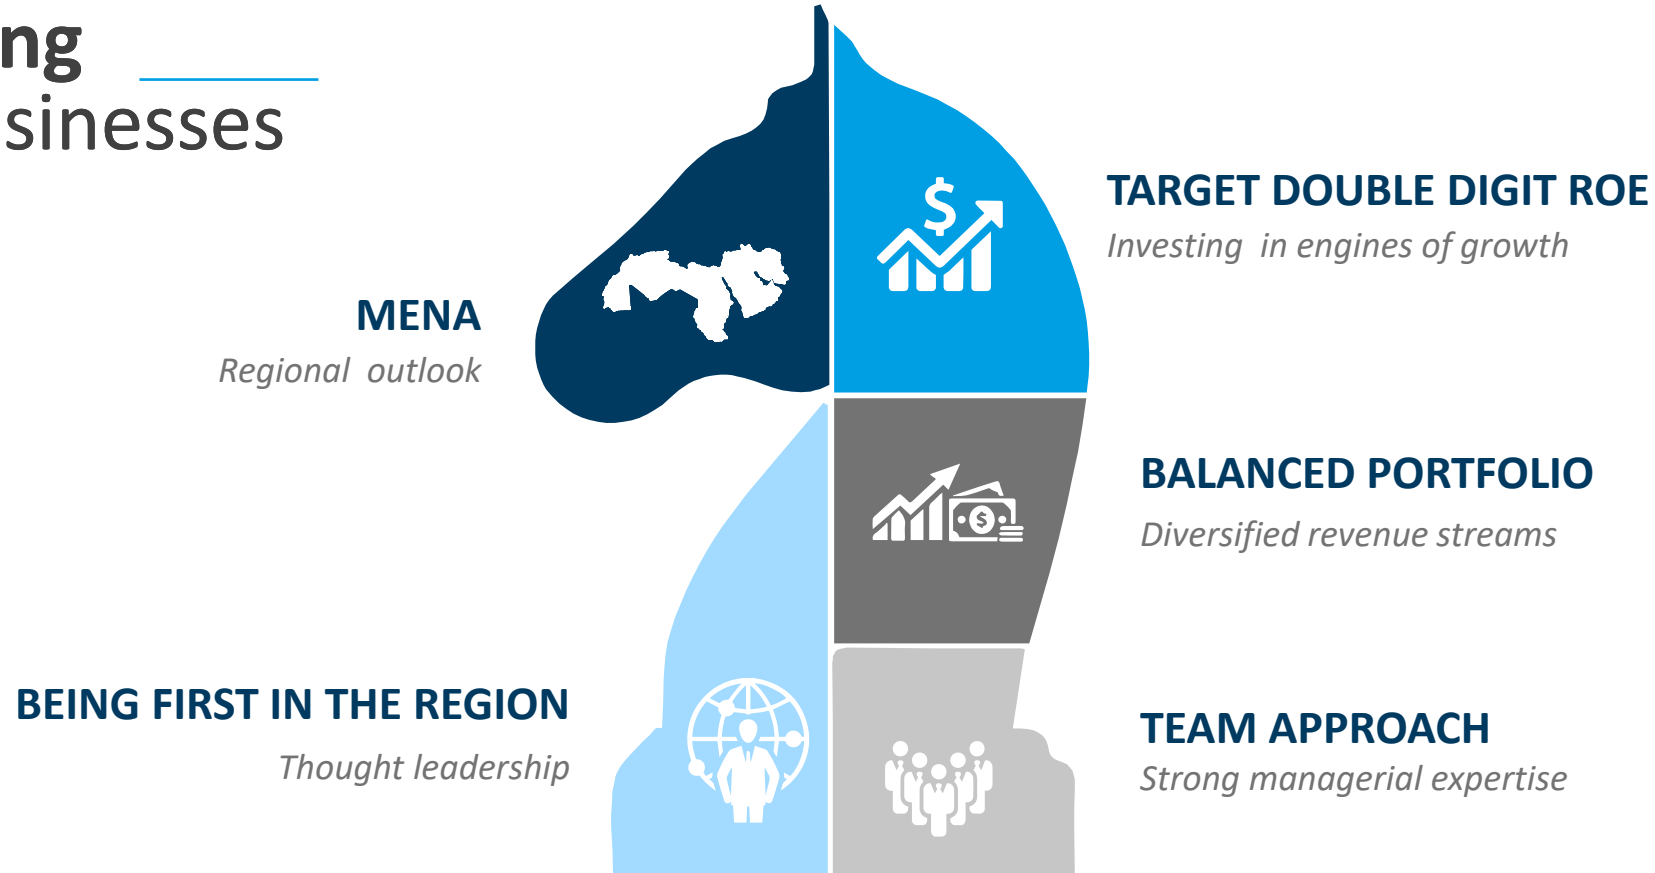 ng
sinesses
MENA
Regional outlook
BEING FIRST IN THE REGION
Thought leadership
TARGET DOUBLE DIGIT ROE
Investing in engines of growth
BALANCED PORTFOLIO
Diversified revenue streams
TEAM APPROACH
Strong managerial expertise